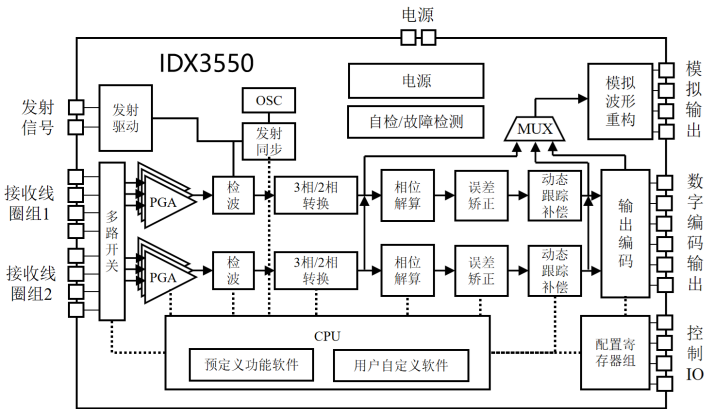 电源
IDX3550
发射
信号
发射
驱动
OSC
发射
同步
电源
自检/故障检测
MUX
模拟
波形
重构
模
拟
输
出
接收线
圈组1
接收线
圈组2
多
路
开
关
PGA
检
波
3相/2相
转换
相位
解算
误差
矫正
动态
跟踪
补偿
PGA
检
波
3相/2相
转换
相位
解算
误差
矫正
动态
跟踪
补偿
输
出
编
码
数
字
编
码
输
出
CPU
预定义功能软件
用户自定义软件
配置寄
存器组
控
制
IO